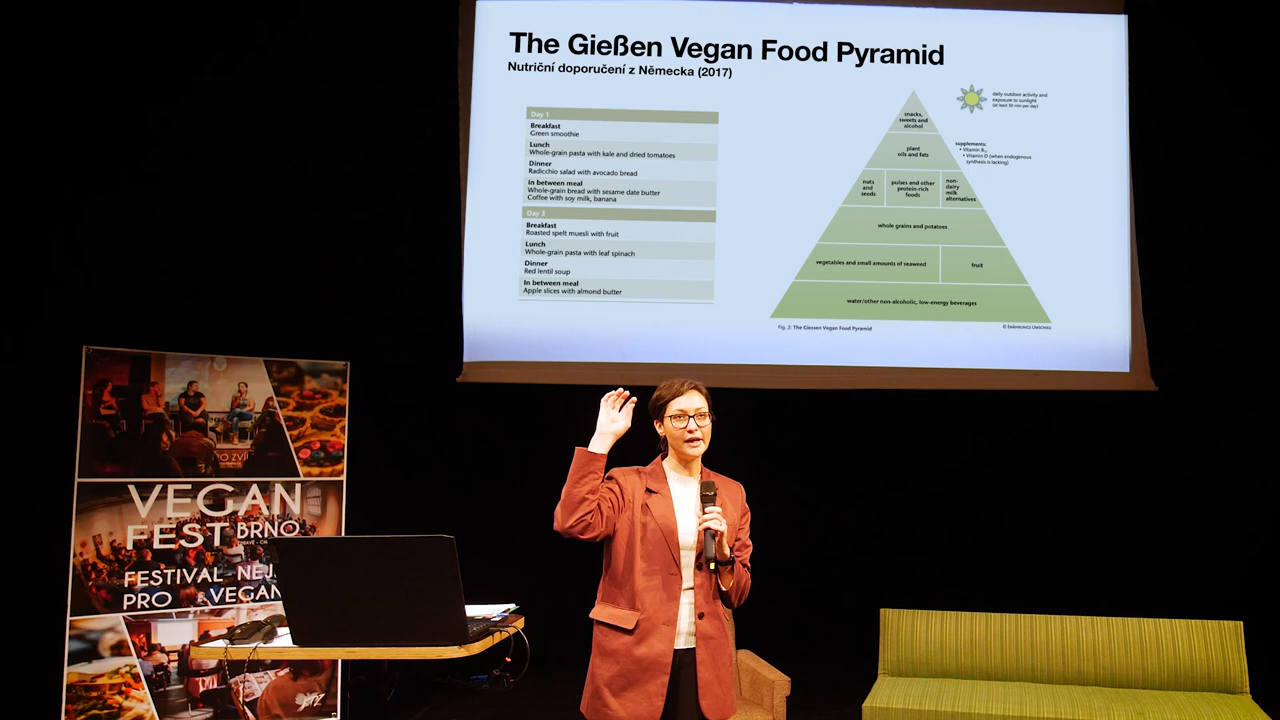 The Gießen Vegan Food Pyramid
Nutriční doporučení z Německa (2017)
Day 1
Breakfast
Green smoothie
Lunch
Whole-grain pasta with kale and dried tomatoes
Dinner
Radicchio salad with avocado bread
In between meal
Whole-grain bread with sesame date butter
Coffee with soy milk, banana
Day 5
Breakfast
Roasted spelt muesli with fruit
Lunch
Whole-grain pasta with leaf spinach
Dinner
Red lentil soup
In between meal
Apple slices with almond butter
snacks,
sweets and
alcohol
plant
oils and fats
nuts
and
seeds
pulses and other
protein-rich
foods
non-
dairy
milk
alternatives
whole grains and potatoes
vegetables and small amounts of seaweed
fruit
water/other non-alcoholic, low-energy beverages
daily outdoor activity and
exposure to sunlight
(at least 30 min per day)
supplements:
• Vitamin B12
• Vitamin D (when endogenous
synthesis is lacking)
Fig. 2: The Giessen Vegan Food Pyramid
© Ernährungs Umschau
VEGAN
FEST BRNO
FESTIVAL NEJ
PRO VEGAN